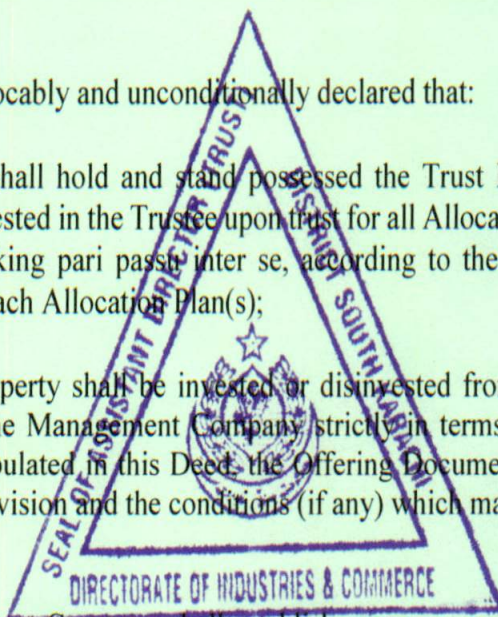 ocably and unconditionally declared that:
hall hold and stand possessed the Trust
ested in the Trustee upon trust for all Alloca
king pari passu inter se, according to the
ach Allocation Plan(s);
perty shall be invested or disinvested fro
he Management Company strictly in terms
pulated in this Deed, the Offering Docume
vision and the conditions (if any) which ma
SEAL OF ASSISTANT DIRECTOR TRUST
DISTRICT SOUTH KARACHI
DIRECTORATE OF INDUSTRIES & COMMERCE